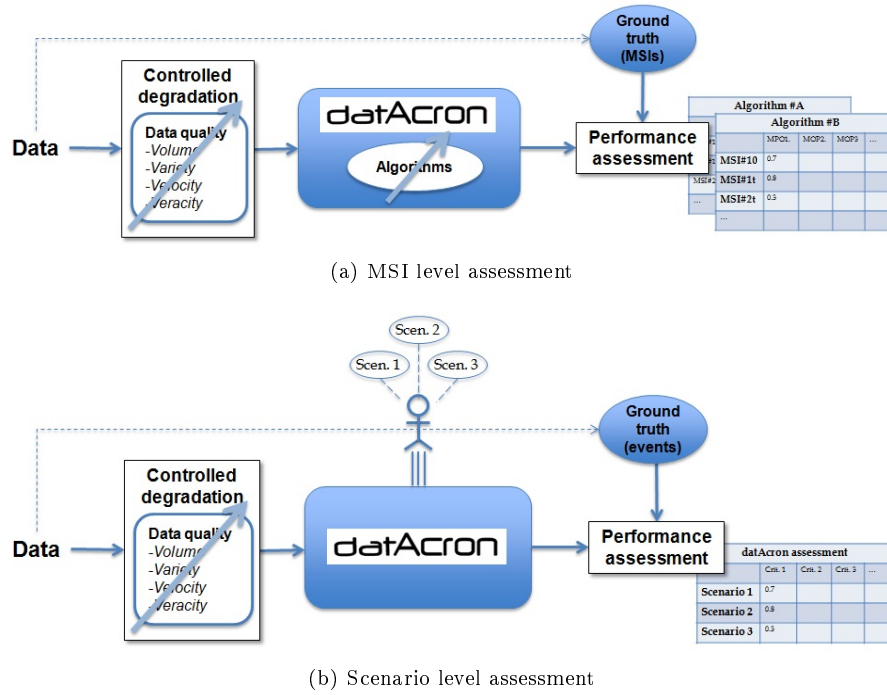 Ground
truth
(MSIs)
Controlled
degradation
Data quality
-Volume
-Variety
-Velocity
-Veracity
Data
datAcron
Algorithms
Performance
assessment
Algorithm #A
Algorithm #B
MOP2. MOP3 ...
MSI#10 0.7
MSI#1t 0.8
MSI#2t 0.5
...
...
(a) MSI level assessment
Scen. 2
Scen. 1 Scen. 3
Ground
truth
(events)
Controlled
degradation
Data quality
-Volume
-Variety
-Velocity
-Veracity
Data
datAcron
Performance
assessment
datAcron assessment
Crit. 1 Crit. 2 Crit. 3 ...
Scenario 1 0.7
Scenario 2 0.8
Scenario 3 0.5
(b) Scenario level assessment